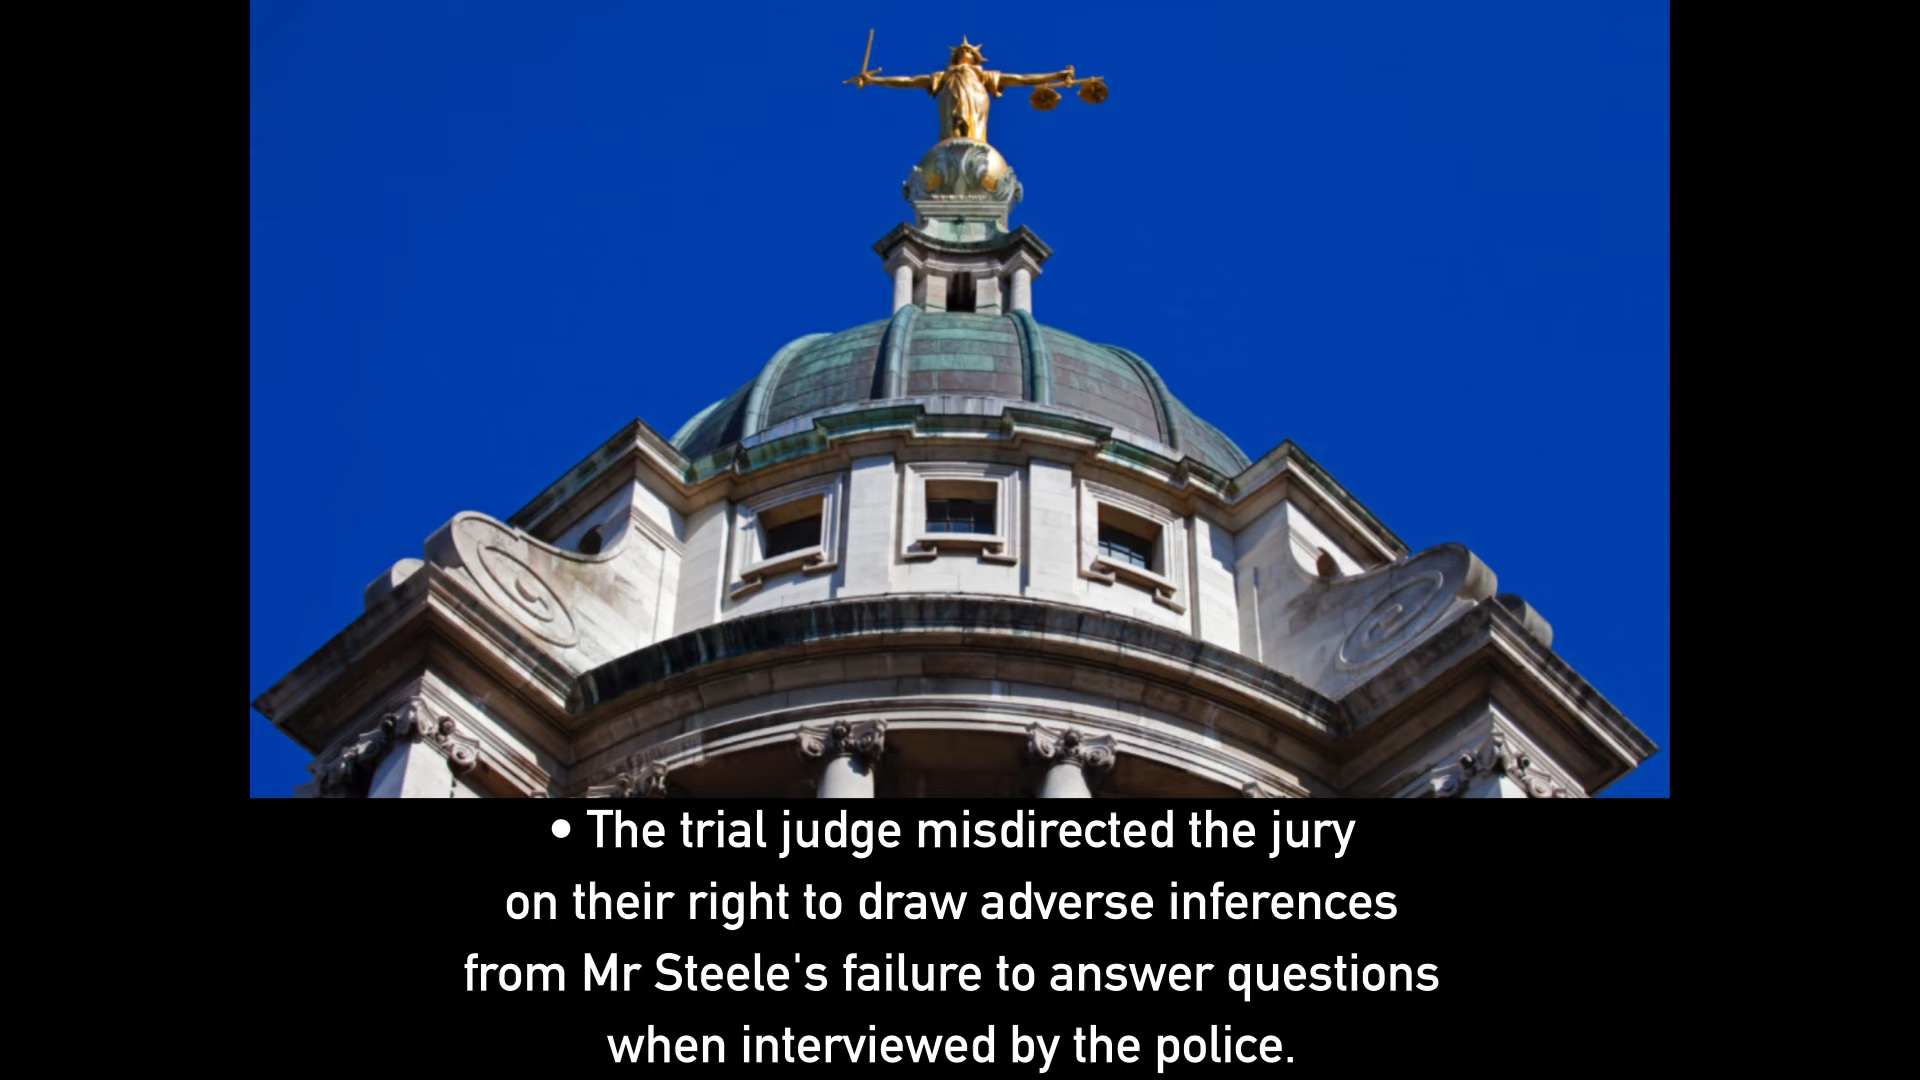 • The trial judge misdirected the jury
on their right to draw adverse inferences
from Mr Steele's failure to answer questions
when interviewed by the police.